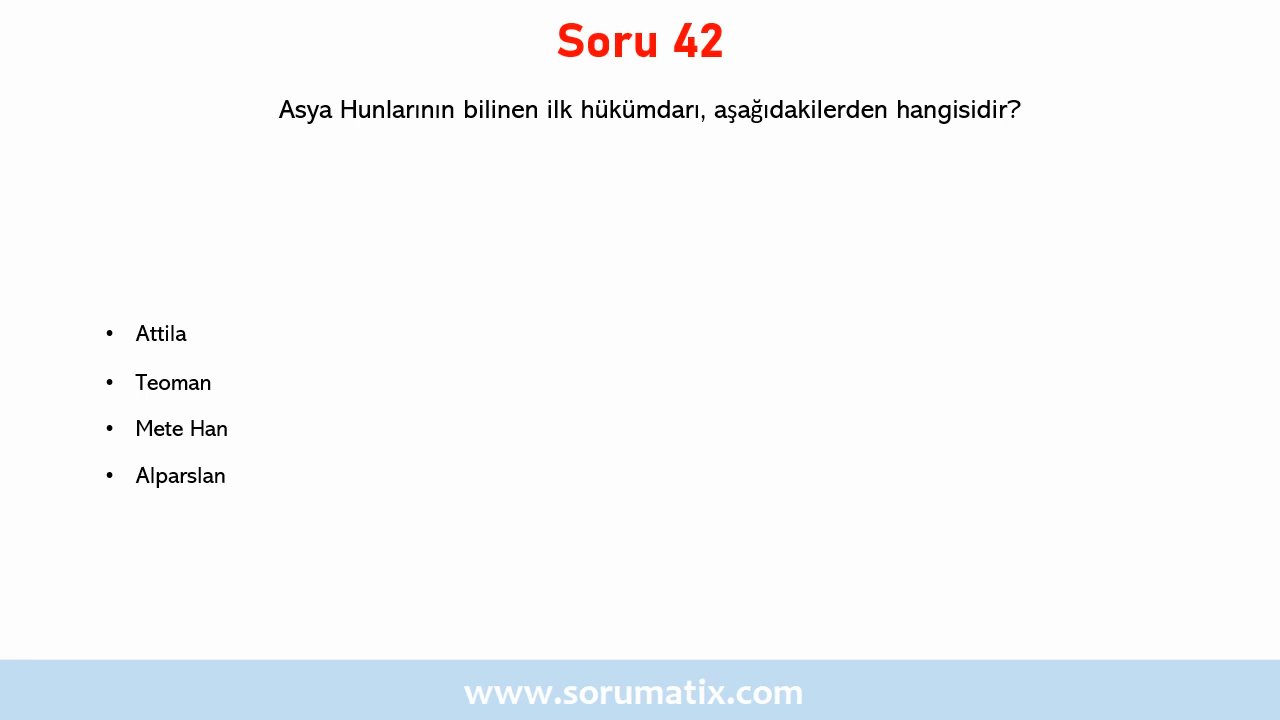 Soru 42
Asya Hunlarının bilinen ilk hükümdarı, aşağıdakilerden hangisidir?
• Attila
• Teoman
• Mete Han
• Alparslan
www.sorumatix.com